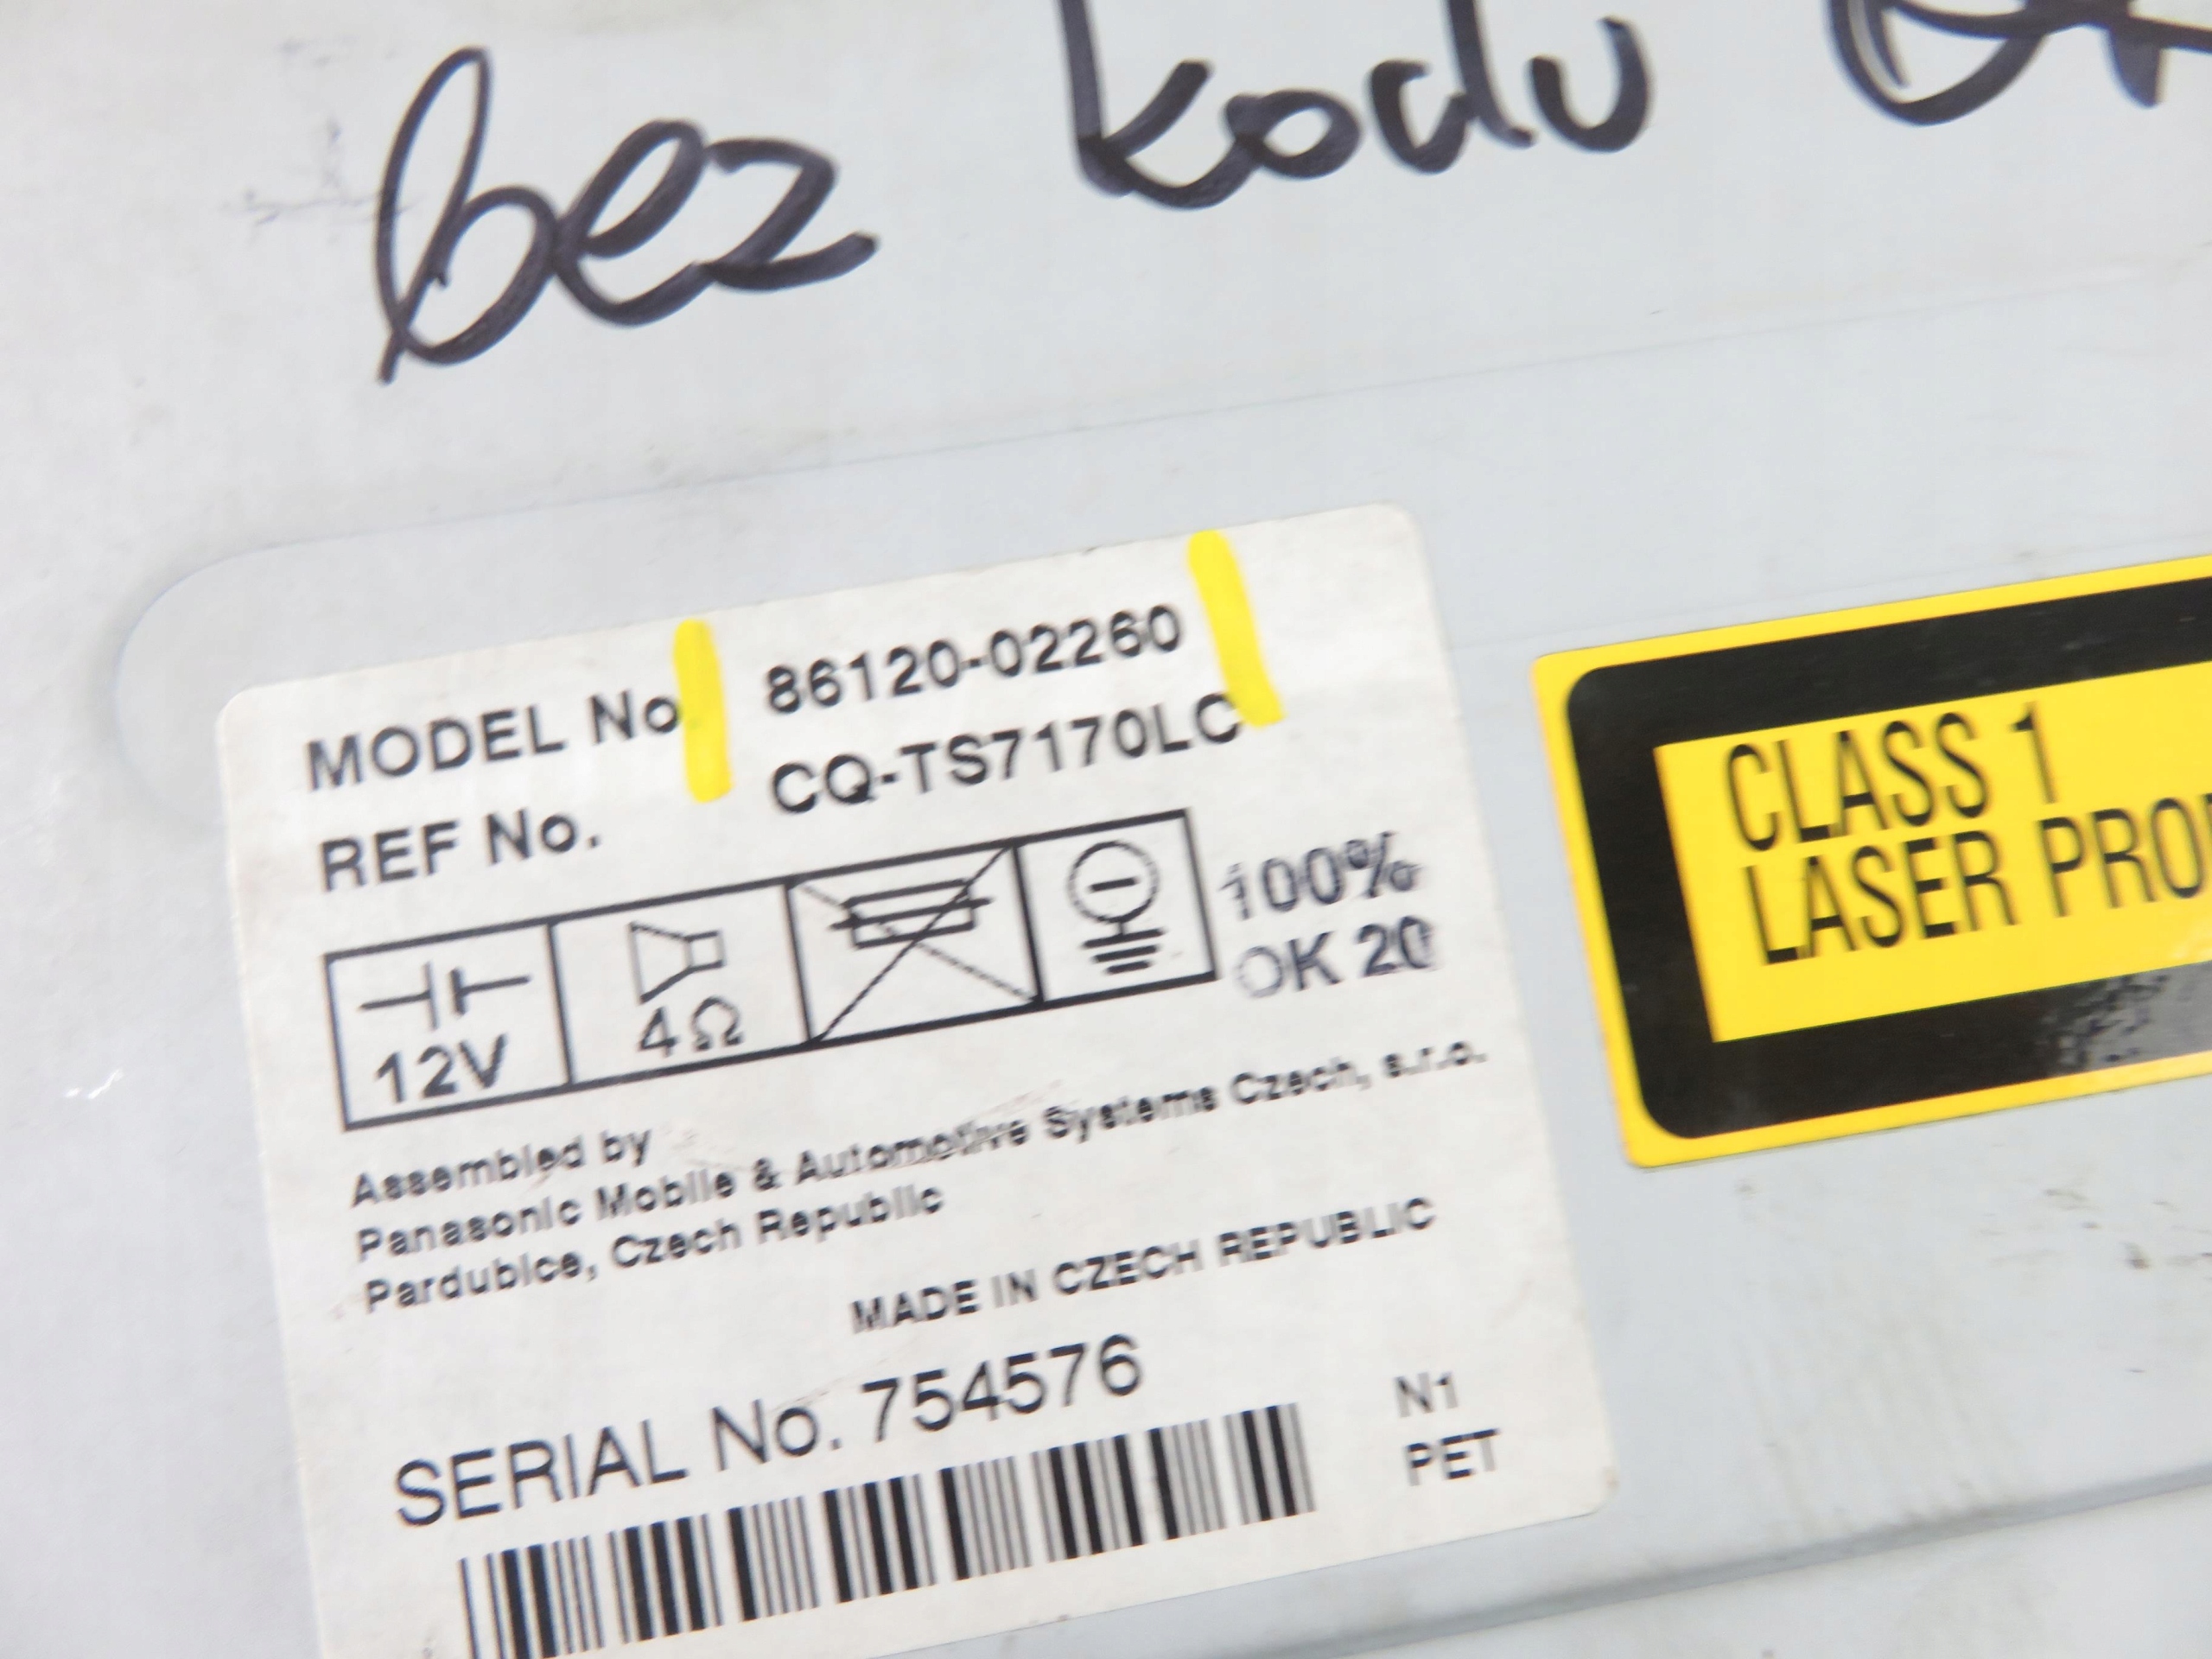 bez kodu
MODEL No 86120-02260
REF No. CQ-TS7170LC
12V
4Ω
100%
OK 20
Assembled by
Panasonic Mobile & Automotive Systems Czech, s.r.o.
Pardubice, Czech Republic
MADE IN CZECH REPUBLIC
SERIAL No. 754576
N1
PET
CLASS 1
LASER